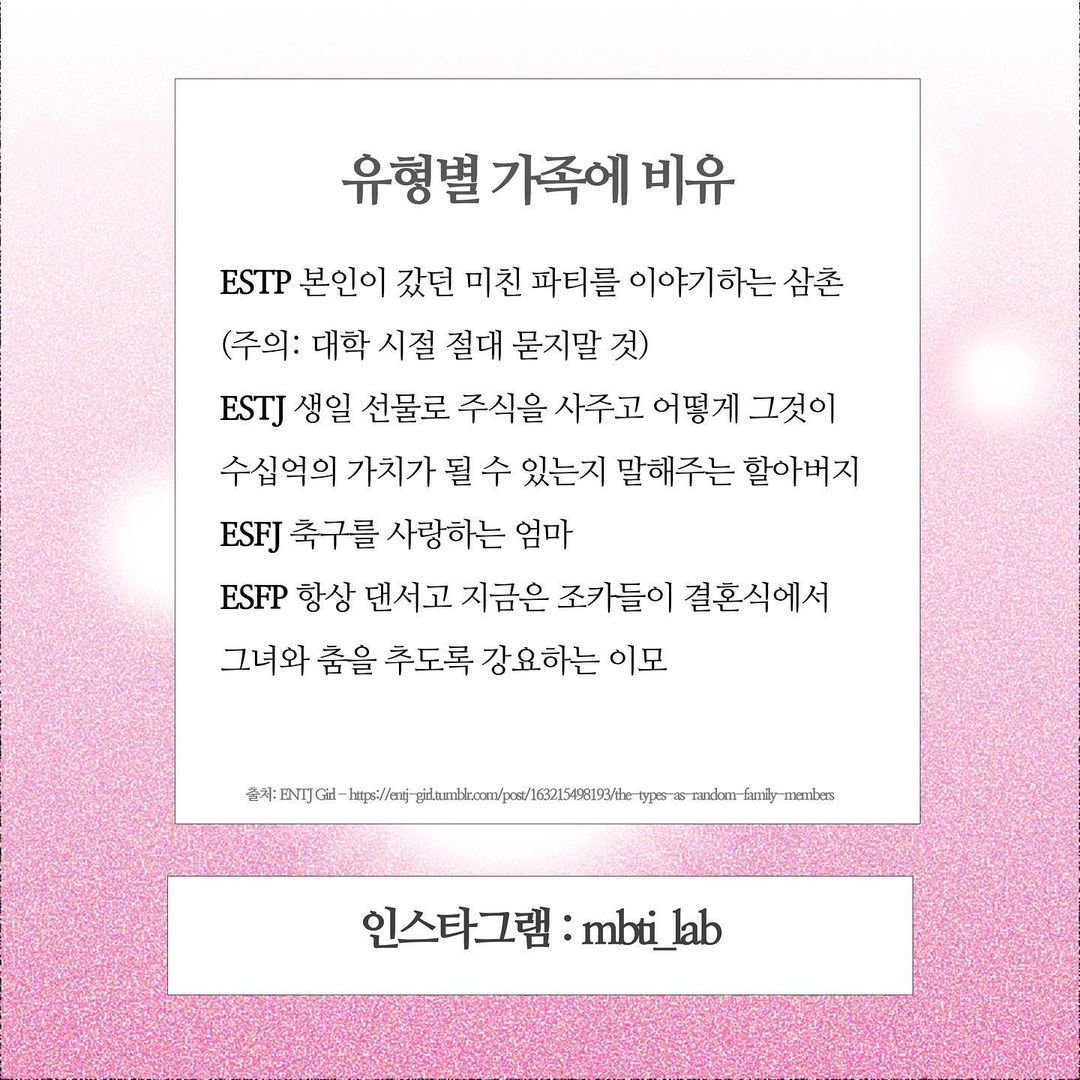 유형별 가족에 비유
ESTP 본인이 갔던 미친 파티를 이야기하는 삼촌
(주의: 대학 시절 절대 묻지말 것)
ESTJ 생일 선물로 주식을 사주고 어떻게 그것이
수십억의 가치가 될 수 있는지 말해주는 할아버지
ESFJ 축구를 사랑하는 엄마
ESFP 항상 댄서고 지금은 조카들이 결혼식에서
그녀와 춤을 추도록 강요하는 이모
출처: ENTJ Girl - https://entj-girl.tumblr.com/post/163215498193/the-types-as-random-family-members
인스타그램 : mbti_lab